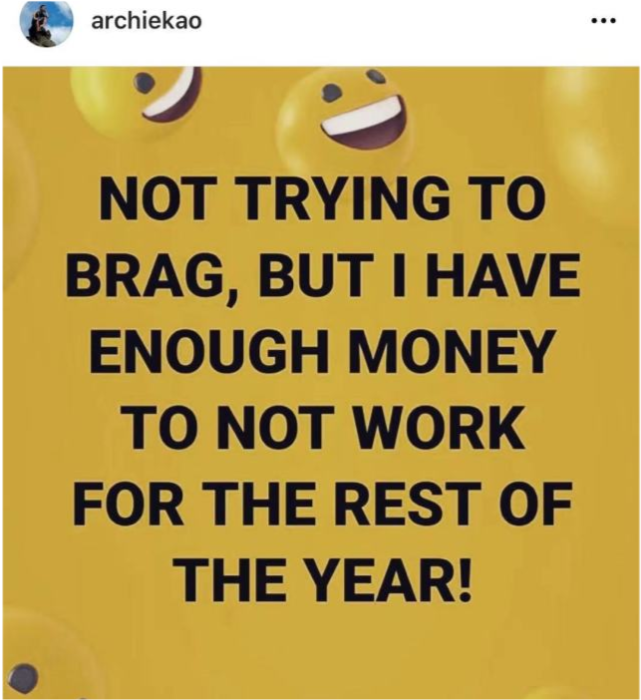 archiekao
NOT TRYING TO
BRAG, BUT I HAVE
ENOUGH MONEY
TO NOT WORK
FOR THE REST OF
THE YEAR!